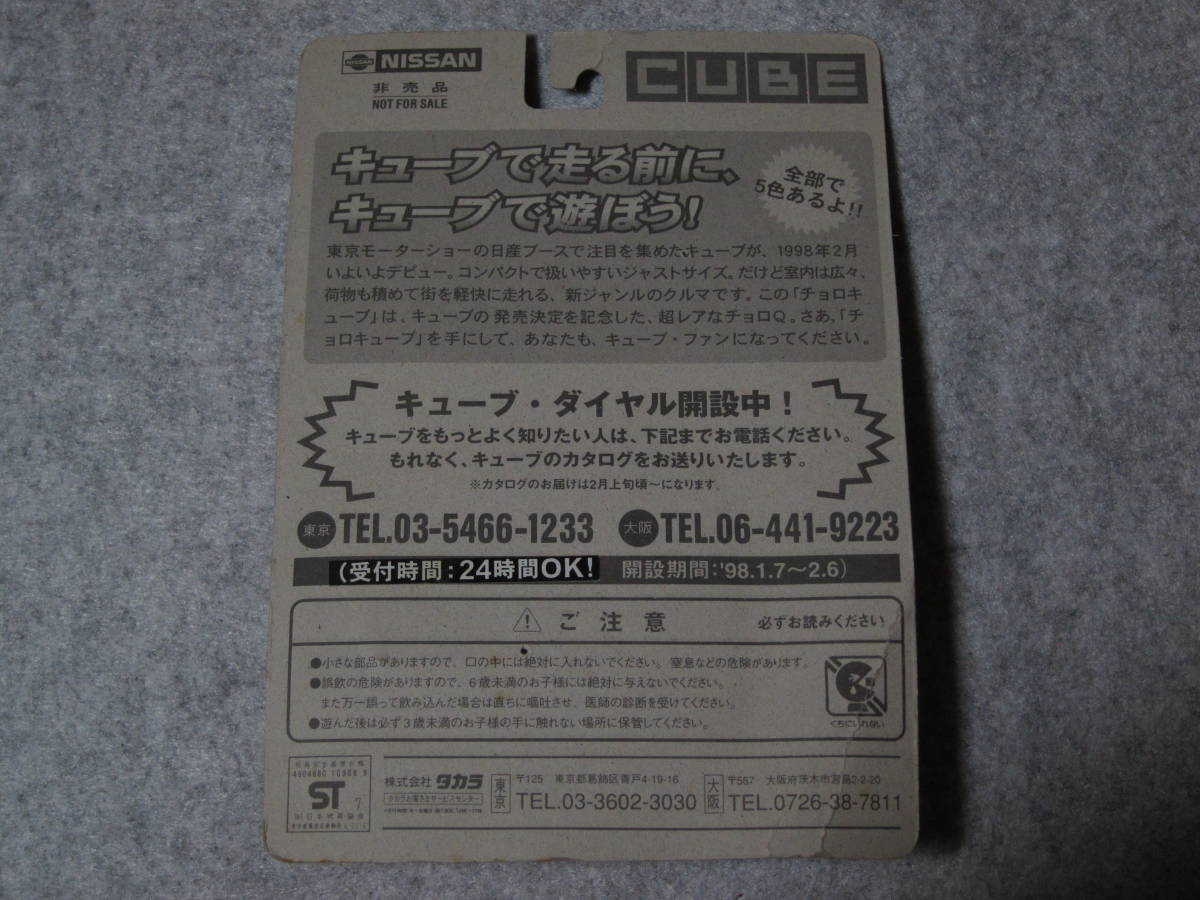 NISSAN NISSAN
非売品
NOT FOR SALE
CUBE
キューブで走る前に、
キューブで遊ぼう!
全部で
5色あるよ!!
東京モーターショーの日産ブースで注目を集めたキューブが、1998年2月
いよいよデビュー。コンパクトで扱いやすいジャストサイズ。だけど室内は広々、
荷物も積めて街を軽快に走れる、新ジャンルのクルマです。この「チョロキ
ューブ」は、キューブの発売決定を記念した、超レアなチョロQ。さあ、「チ
ョロキューブ」を手にして、あなたも、キューブ・ファンになってください。
キューブ・ダイヤル開設中!
キューブをもっとよく知りたい人は、下記までお電話ください。
もれなく、キューブのカタログをお送りいたします。
※カタログのお届けは2月上旬頃〜になります。
東京 TEL.03-5466-1233 大阪 TEL.06-441-9223
(受付時間:24時間OK! 開設期間:'98.1.7〜2.6)
ご注意 必ずお読みください
●小さな部品がありますので、口の中には絶対に入れないでください。窒息などの危険があります。
●誤飲の危険がありますので、6歳未満のお子様には絶対に与えないでください。
また万一誤って飲み込んだ場合は直ちに嘔吐させ、医師の診断を受けてください。
●遊んだ後は必ず3歳未満のお子様の手に触れない場所に保管してください。
くちにいれない
ST 7
株式会社 タカラ
タカラお客さまサービスセンター
東京 〒125 東京都葛飾区青戸4-19-16
TEL.03-3602-3030
大阪 〒567 大阪府茨木市宮島2-2-20
TEL.0726-38-7811